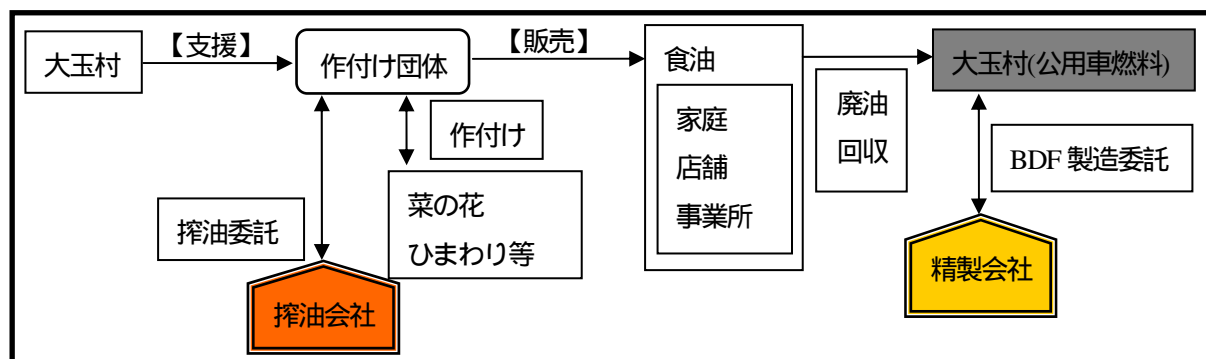 大玉村
【支援】
作付け団体
【販売】
食油
家庭
店舗
事業所
廃油
回収
大玉村(公用車燃料)
作付け
菜の花
ひまわり等
搾油委託
搾油会社
BDF 製造委託
精製会社